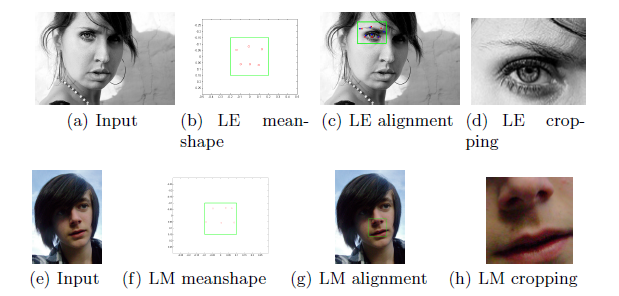 (a) Input
(b) LE mean-
shape
(c) LE alignment
(d) LE crop-
ping
(e) Input
(f) LM meanshape
(g) LM alignment
(h) LM cropping